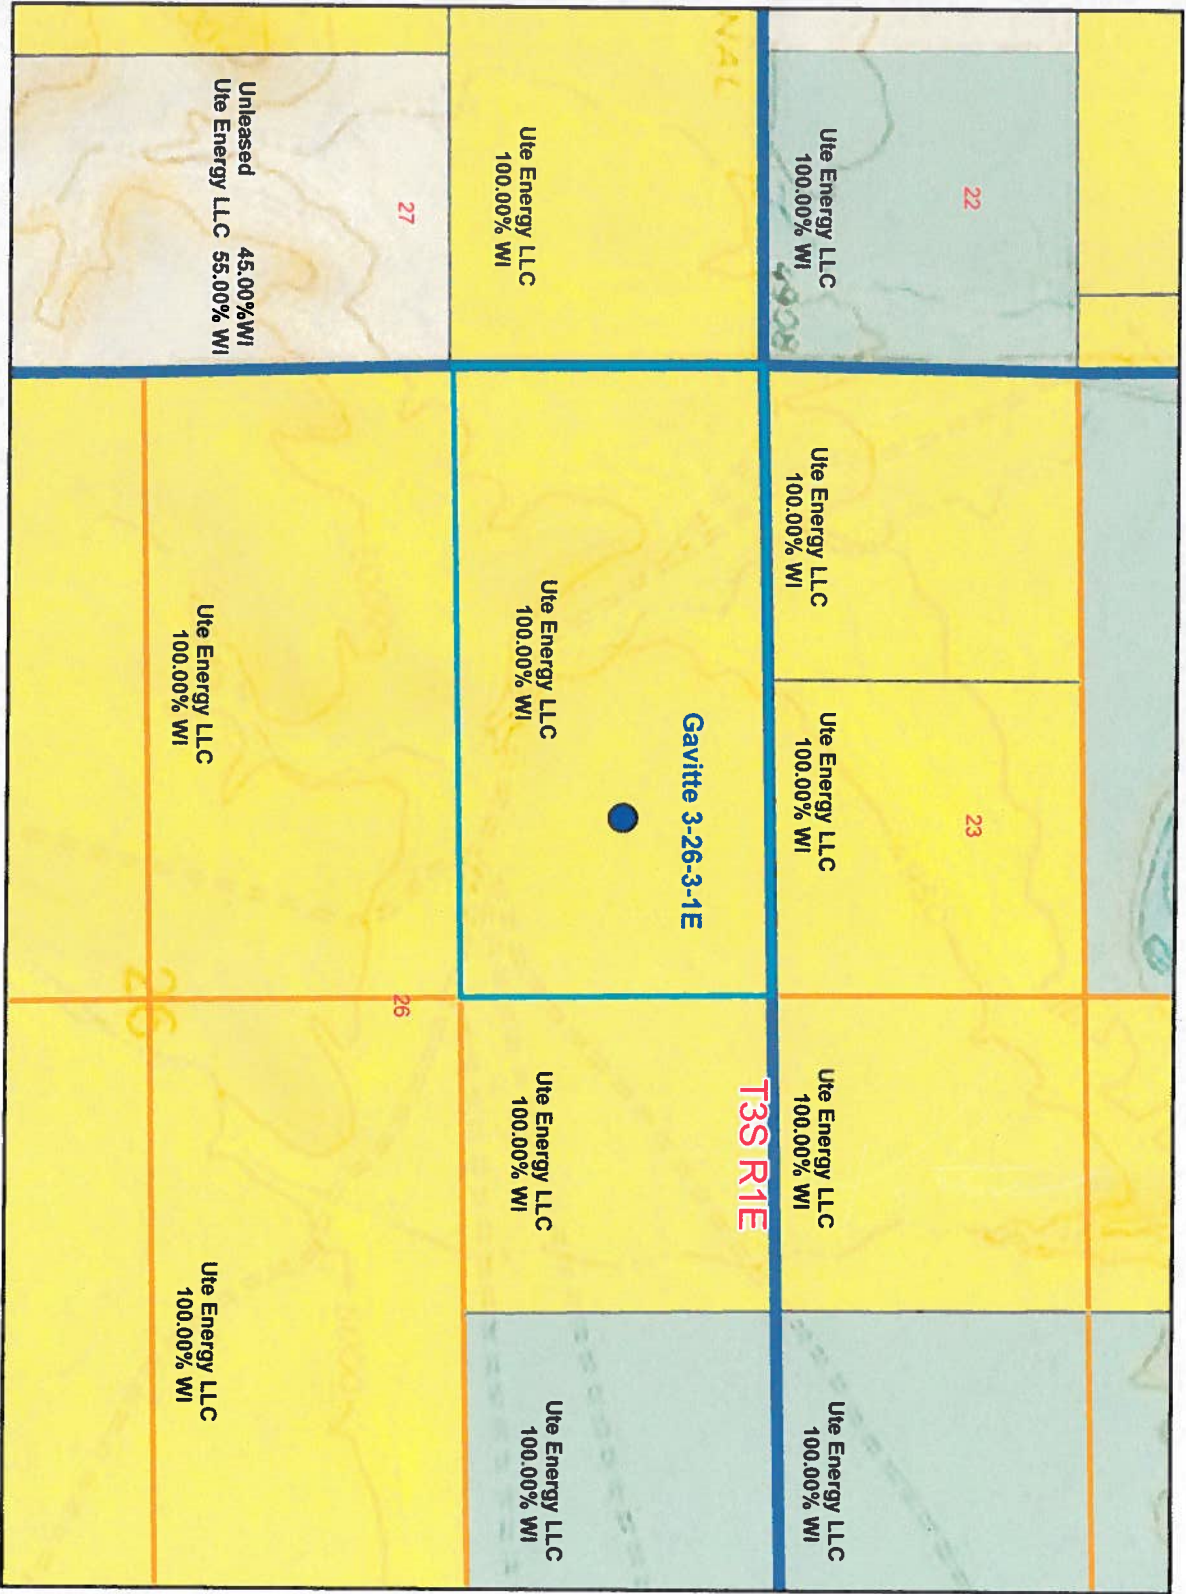 22
23
Ute Energy LLC
100.00% WI
Ute Energy LLC
100.00% WI
Ute Energy LLC
100.00% WI
Ute Energy LLC
100.00% WI
Ute Energy LLC
100.00% WI
4908
T3S R1E
Gavitte 3-26-3-1E
Ute Energy LLC
100.00% WI
Ute Energy LLC
100.00% WI
Ute Energy LLC
100.00% WI
Ute Energy LLC
100.00% WI
27
26
Unleased 45.00%WI
Ute Energy LLC 55.00% WI
Ute Energy LLC
100.00% WI
Ute Energy LLC
100.00% WI
26